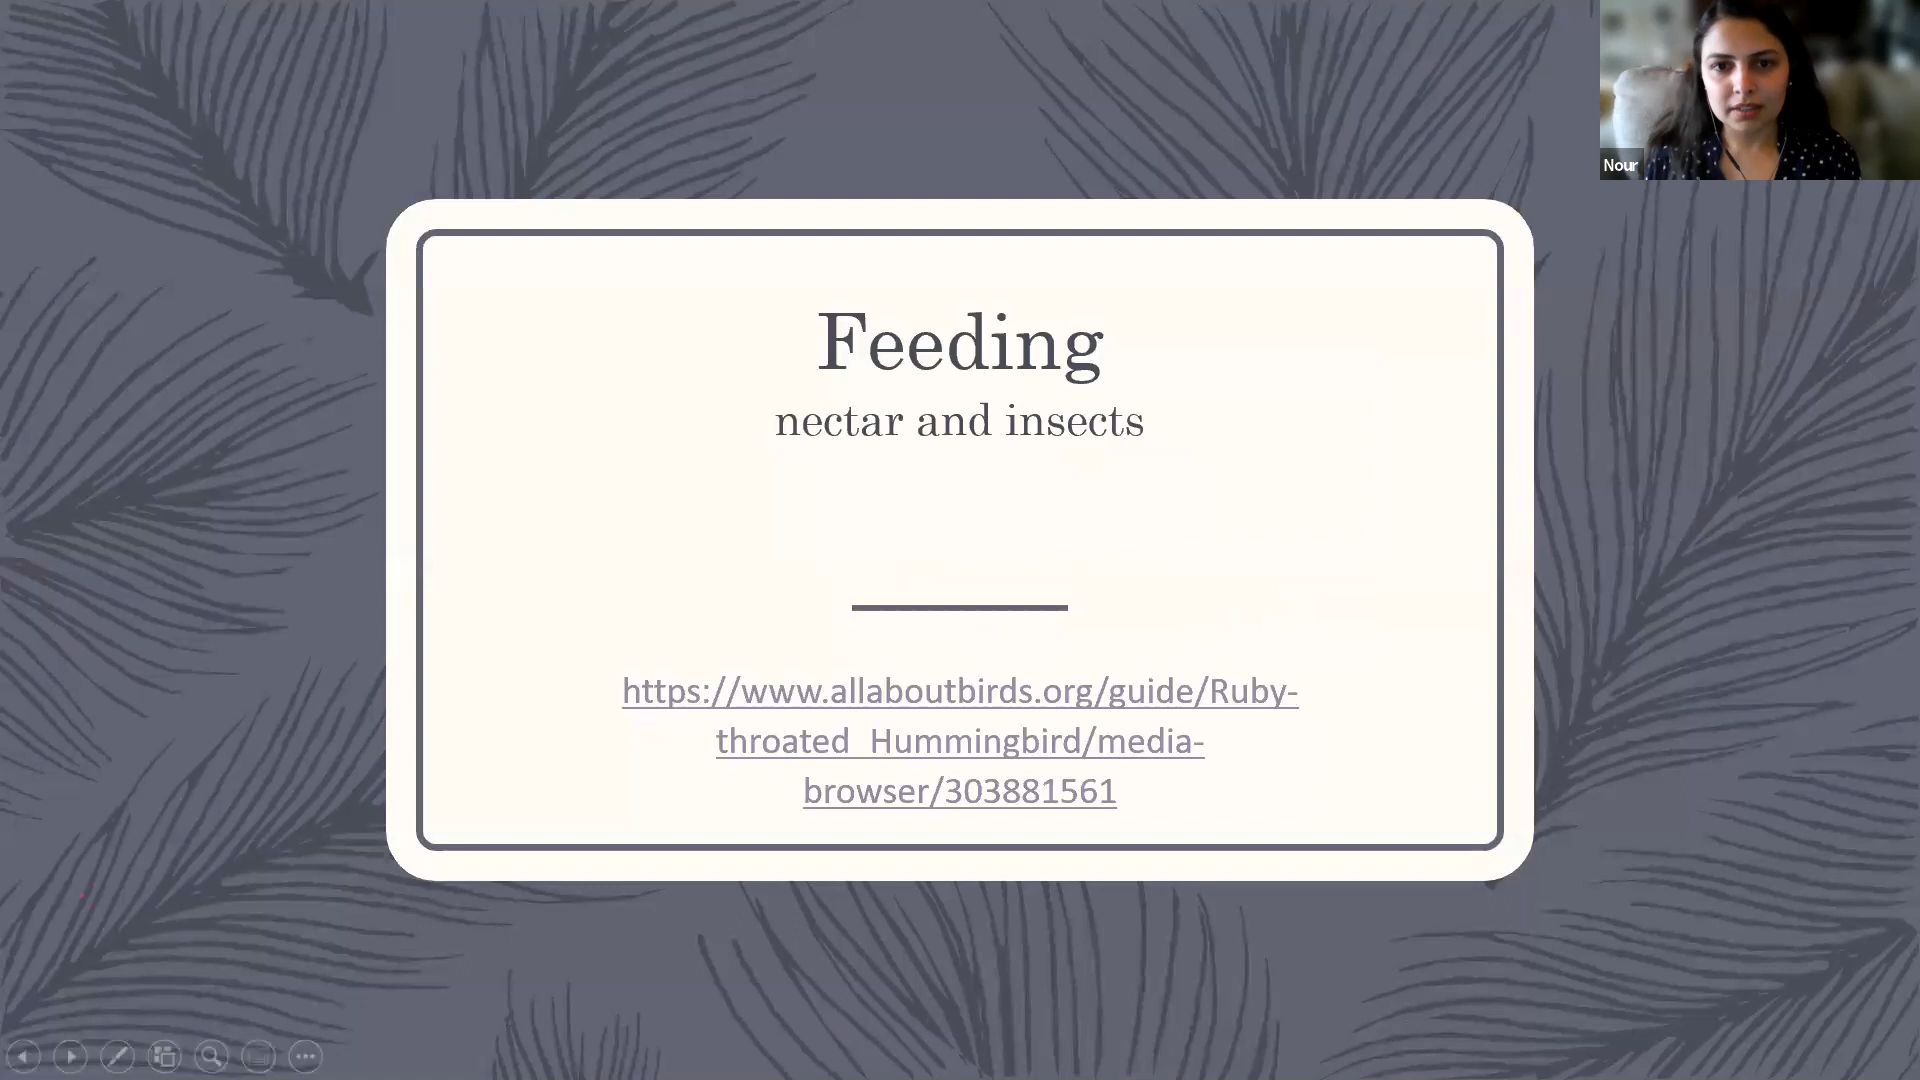 Nour
Feeding
nectar and insects
https://www.allaboutbirds.org/guide/Ruby-
throated_Hummingbird/media-
browser/303881561